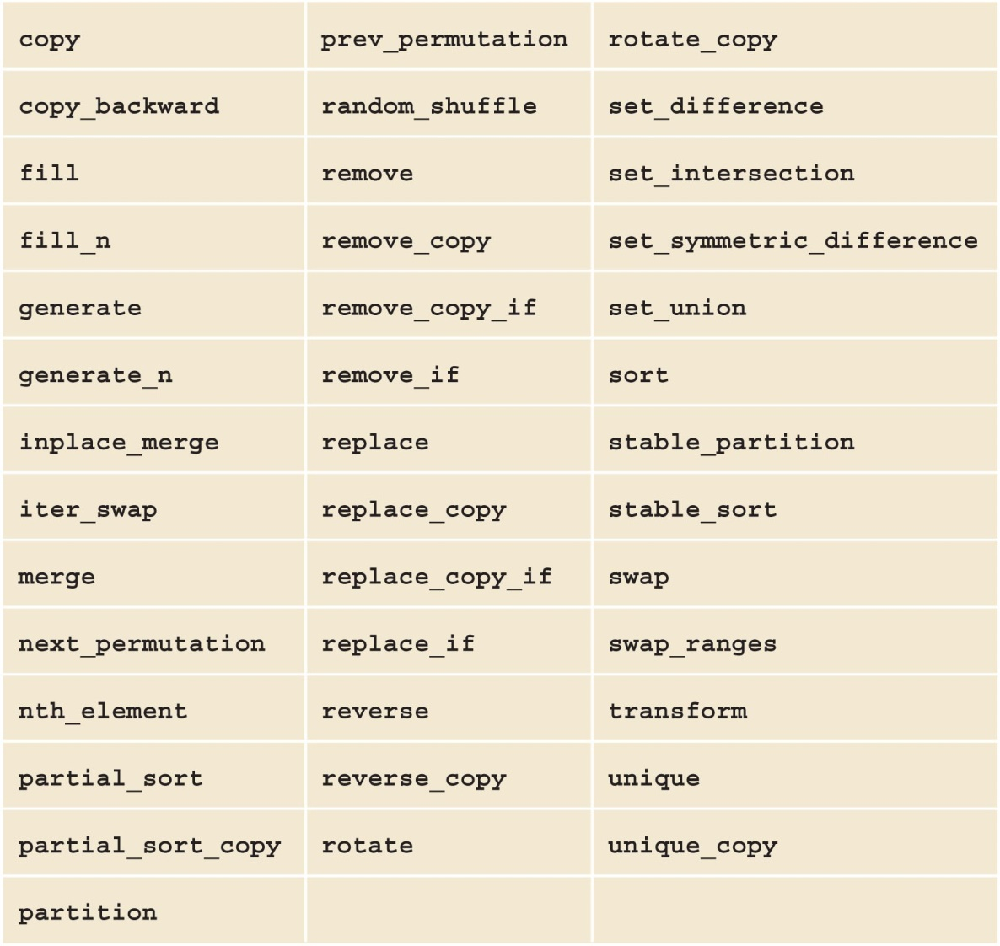 copy prev_permutation rotate_copy
copy_backward random_shuffle set_difference
fill remove set_intersection
fill_n remove_copy set_symmetric_difference
generate remove_copy_if set_union
generate_n remove_if sort
inplace_merge replace stable_partition
iter_swap replace_copy stable_sort
merge replace_copy_if swap
next_permutation replace_if swap_ranges
nth_element reverse transform
partial_sort reverse_copy unique
partial_sort_copy rotate unique_copy
partition